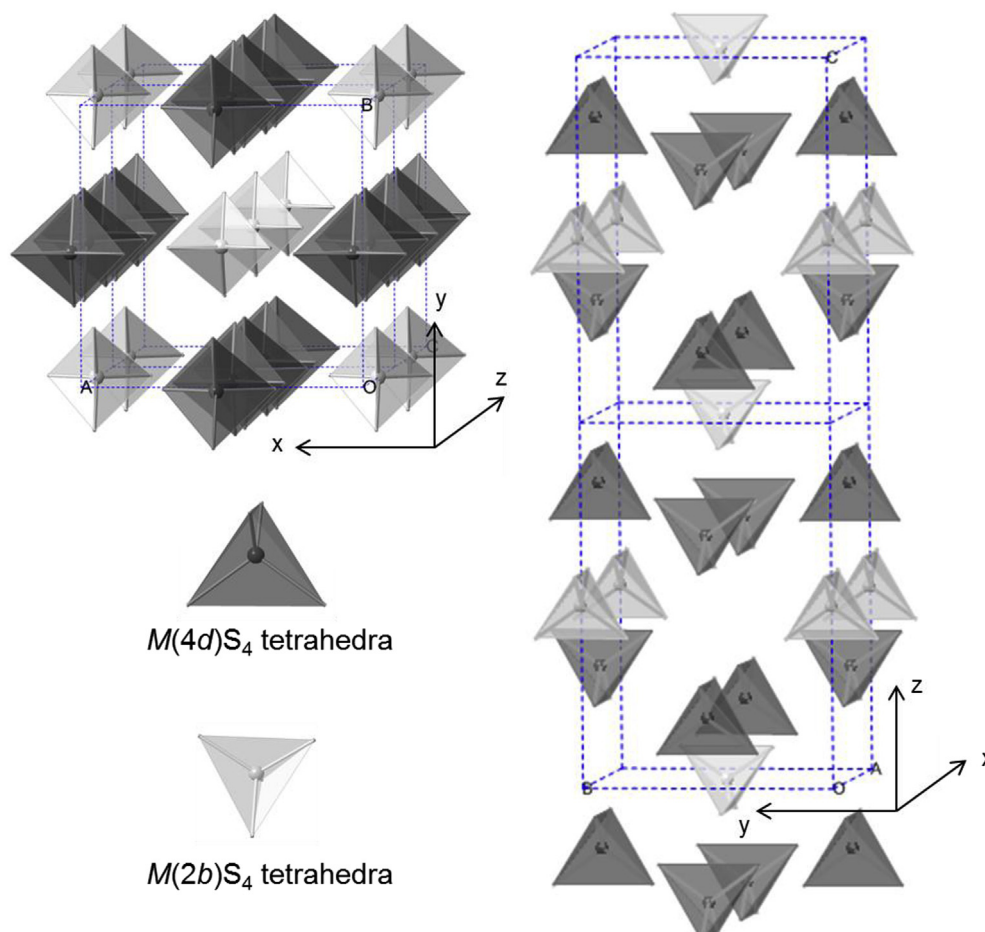 B
y
z
A
O
C
x
M(4d)S₄ tetrahedra
M(2b)S₄ tetrahedra
C
z
A
x
B
O
y